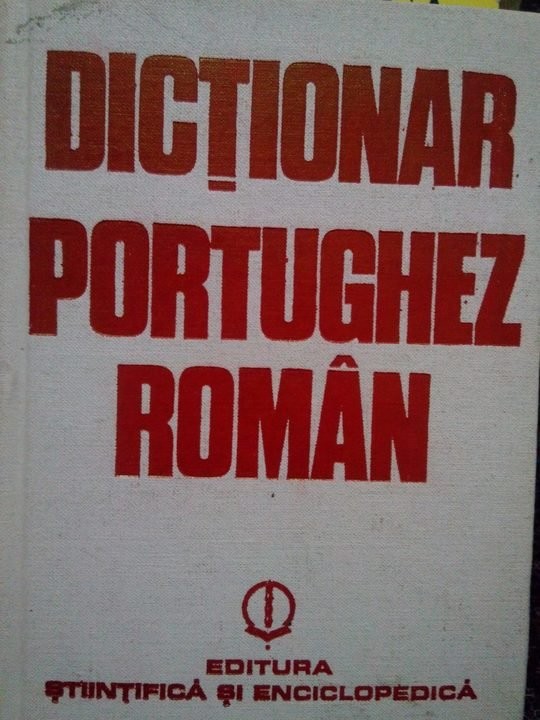 DICȚIONAR
PORTUGHEZ
ROMÂN
EDITURA
ȘTIINȚIFICĂ ȘI ENCICLOPEDICĂ